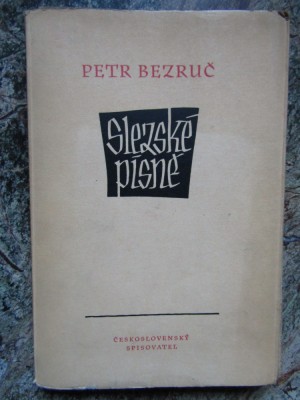 PETR BEZRUČ
Slezské
písně
ČESKOSLOVENSKÝ
SPISOVATEL